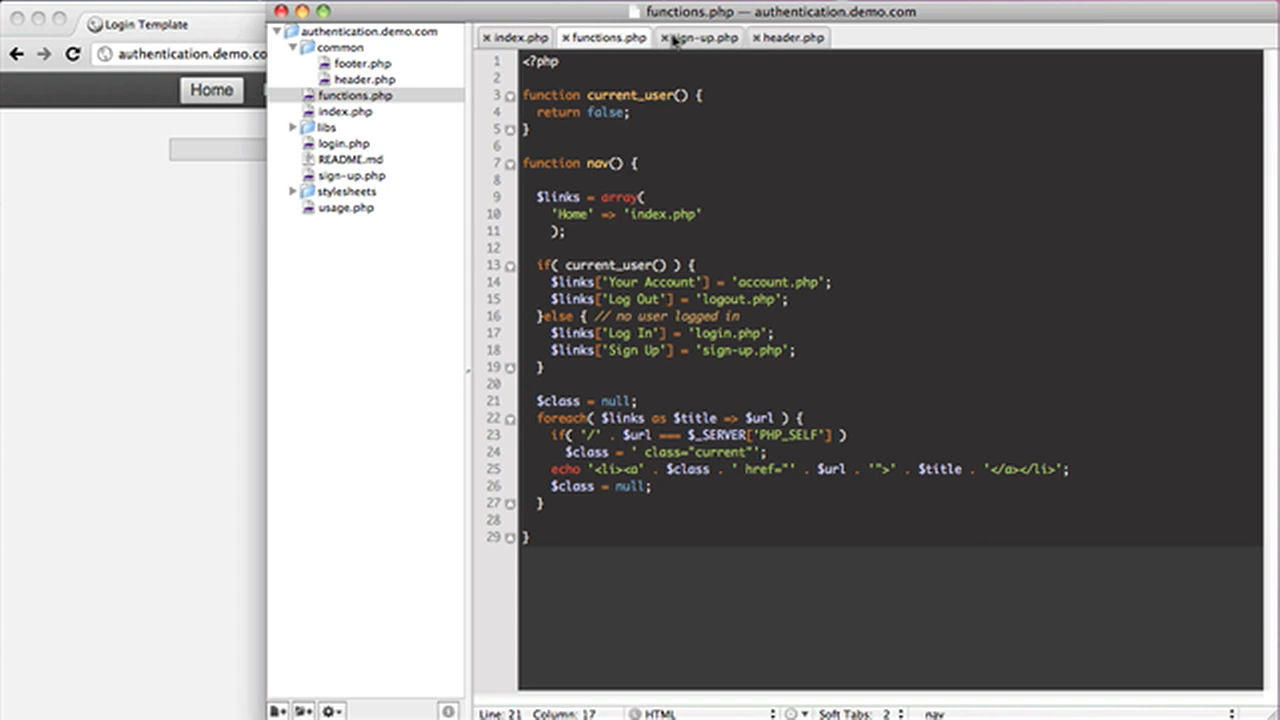 functions.php — authentication.demo.com
Login Template
authentication.demo.co
Home
authentication.demo.com
common
footer.php
header.php
functions.php
index.php
libs
login.php
README.md
sign-up.php
stylesheets
usage.php
index.php
functions.php
sign-up.php
header.php
1 <?php
2
3 function current_user() {
4 return false;
5 }
6
7 function nav() {
8
9 $links = array(
10 'Home' => 'index.php'
11 );
12
13 if( current_user() ) {
14 $links['Your Account'] = 'account.php';
15 $links['Log Out'] = 'logout.php';
16 }else { // no user logged in
17 $links['Log In'] = 'login.php';
18 $links['Sign Up'] = 'sign-up.php';
19 }
20
21 $class = null;
22 foreach( $links as $title => $url ) {
23 if( '/' . $url === $_SERVER['PHP_SELF'] )
24 $class = ' class="current"';
25 echo '<li><a' . $class . ' href="' . $url . '">' . $title . '</a></li>';
26 $class = null;
27 }
28
29 }
Line: 21 Column: 17 HTML Soft Tabs: 2 nav